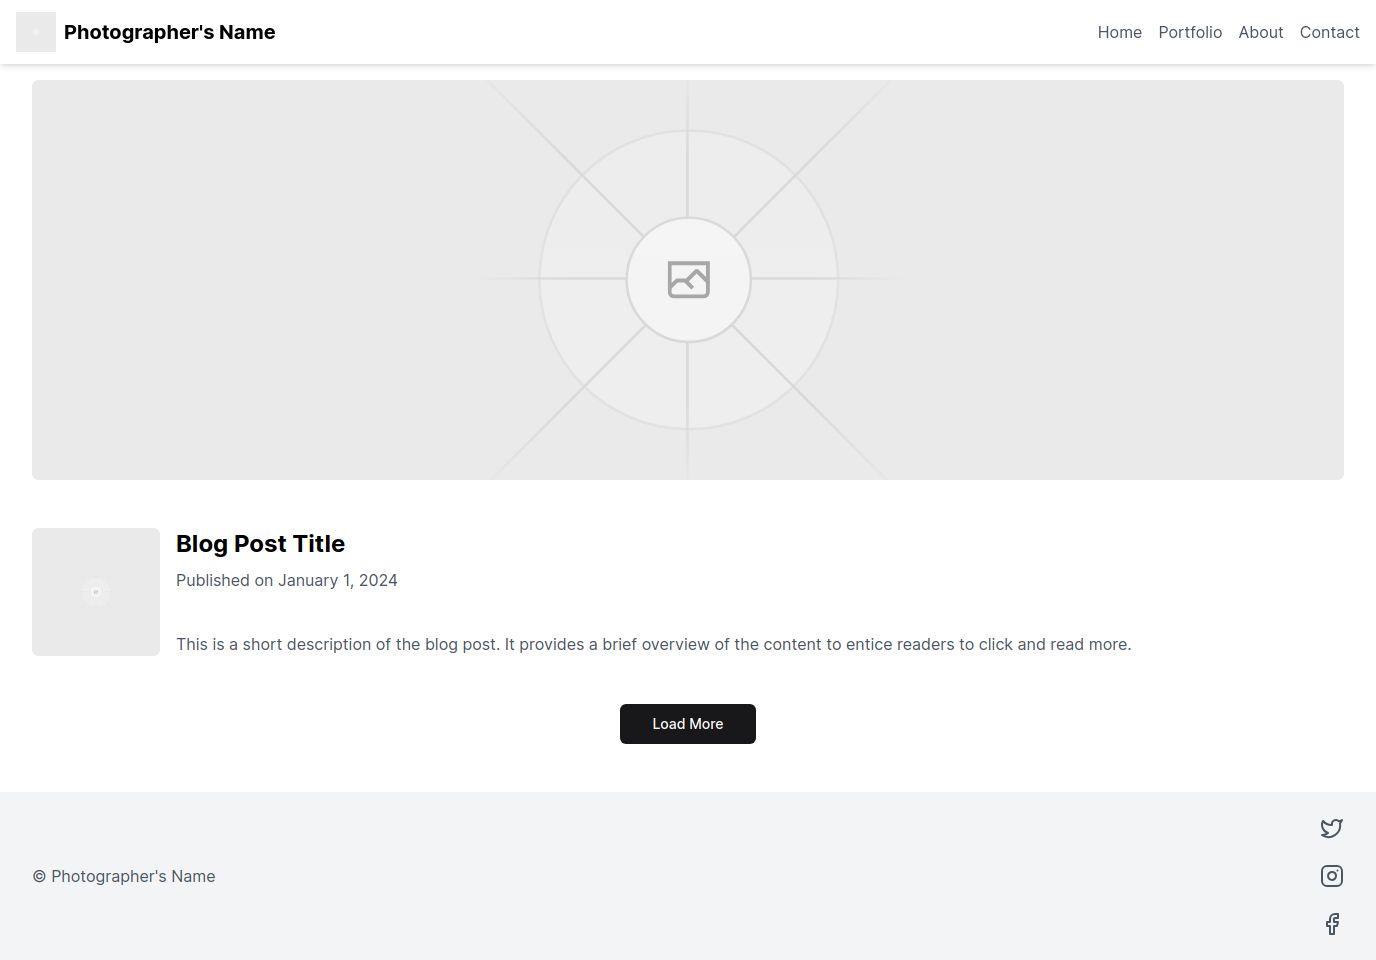 Photographer's Name
Home Portfolio About Contact
Blog Post Title
Published on January 1, 2024
This is a short description of the blog post. It provides a brief overview of the content to entice readers to click and read more.
Load More
© Photographer's Name